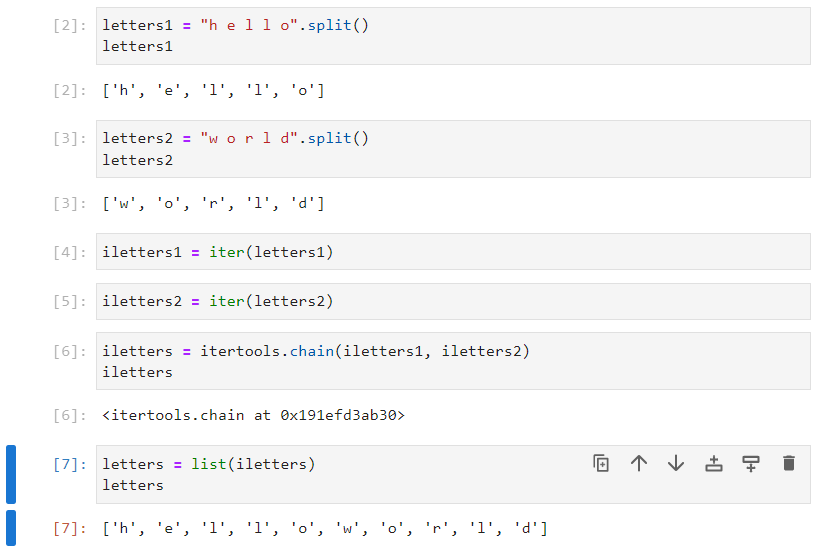 [2]: letters1 = "h e l l o".split()
letters1
[2]: ['h', 'e', 'l', 'l', 'o']
[3]: letters2 = "w o r l d".split()
letters2
[3]: ['w', 'o', 'r', 'l', 'd']
[4]: iletters1 = iter(letters1)
[5]: iletters2 = iter(letters2)
[6]: iletters = itertools.chain(iletters1, iletters2)
iletters
[6]: <itertools.chain at 0x191efd3ab30>
[7]: letters = list(iletters)
letters
[7]: ['h', 'e', 'l', 'l', 'o', 'w', 'o', 'r', 'l', 'd']